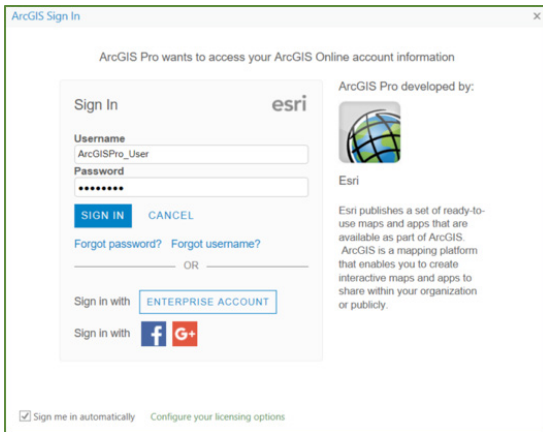 ArcGIS Sign In
ArcGIS Pro wants to access your ArcGIS Online account information
Sign In
esri
Username
ArcGISPro_User
Password
••••••••
SIGN IN CANCEL
Forgot password? Forgot username?
OR
Sign in with ENTERPRISE ACCOUNT
Sign in with f G+
ArcGIS Pro developed by:
Esri
Esri publishes a set of ready-to-
use maps and apps that are
available as part of ArcGIS.
ArcGIS is a mapping platform
that enables you to create
interactive maps and apps to
share within your organization
or publicly.
Sign me in automatically Configure your licensing options